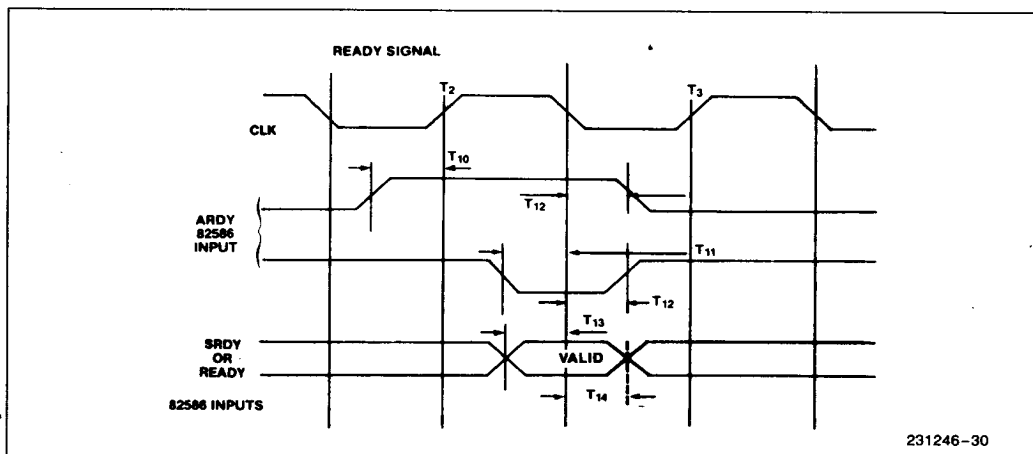 READY SIGNAL
T2
T3
CLK
T10
T12
ARDY
82586
INPUT
T11
T12
T13
SRDY
OR
READY
VALID
T14
82586 INPUTS
231246-30